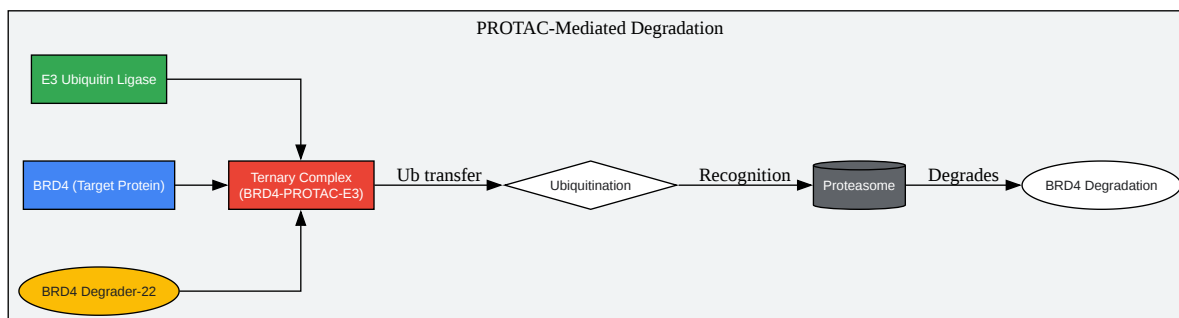 PROTAC-Mediated Degradation
E3 Ubiquitin Ligase
BRD4 (Target Protein)
BRD4 Degrader-22
Ternary Complex
(BRD4-PROTAC-E3)
Ub transfer
Ubiquitination
Recognition
Proteasome
Degrades
BRD4 Degradation